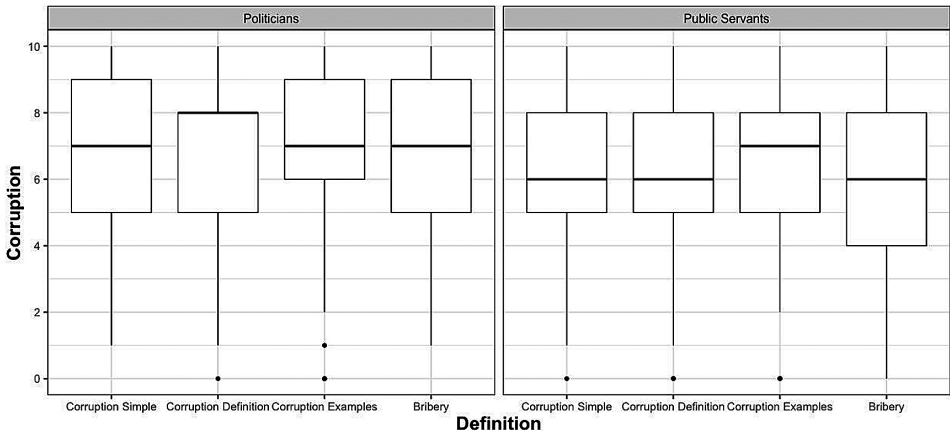 Politicians
Public Servants
Corruption
10
8
6
4
2
0
Corruption Simple
Corruption Definition
Corruption Examples
Bribery
Corruption Simple
Corruption Definition
Corruption Examples
Bribery
Definition